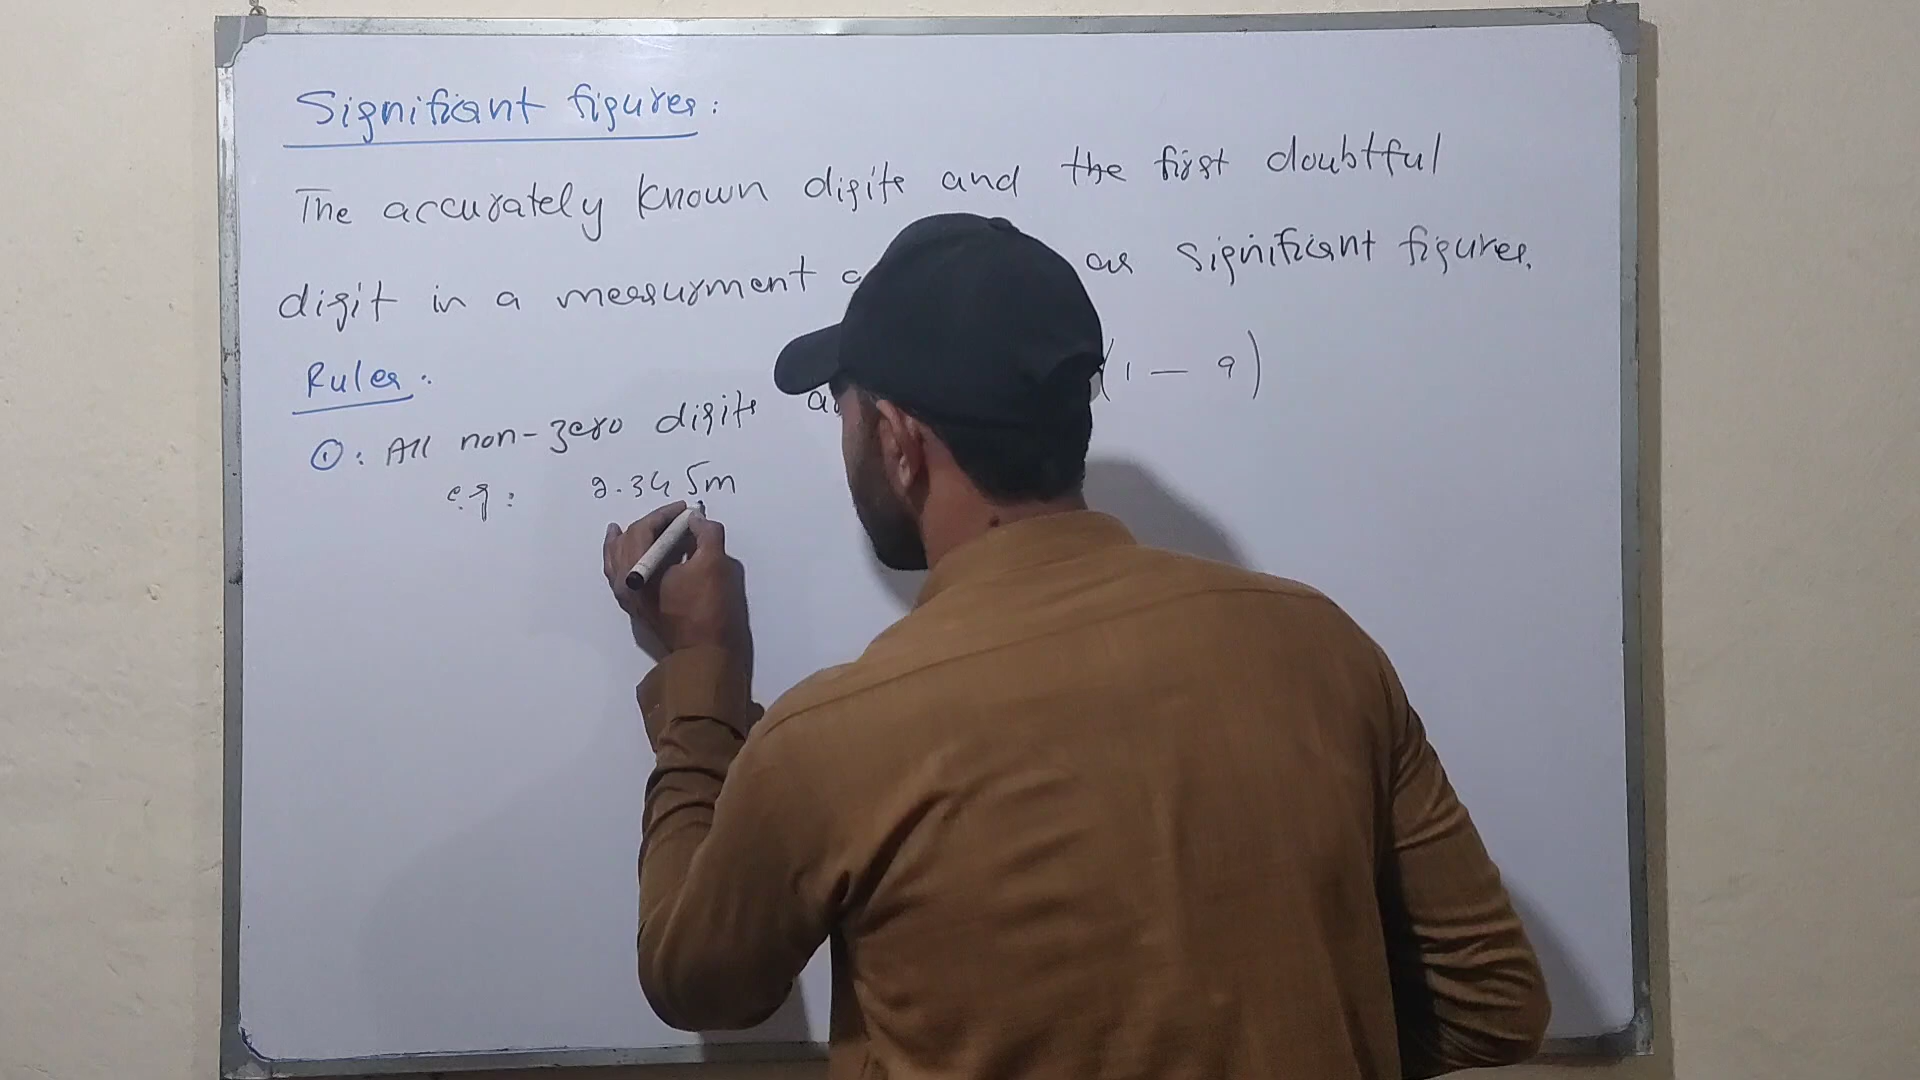 Significant figures:
The accurately known digits and the first doubtful
digit in a measurment as significant figures.
Rules:
①: All non-zero digits (1 — 9)
e.g: 2.345m